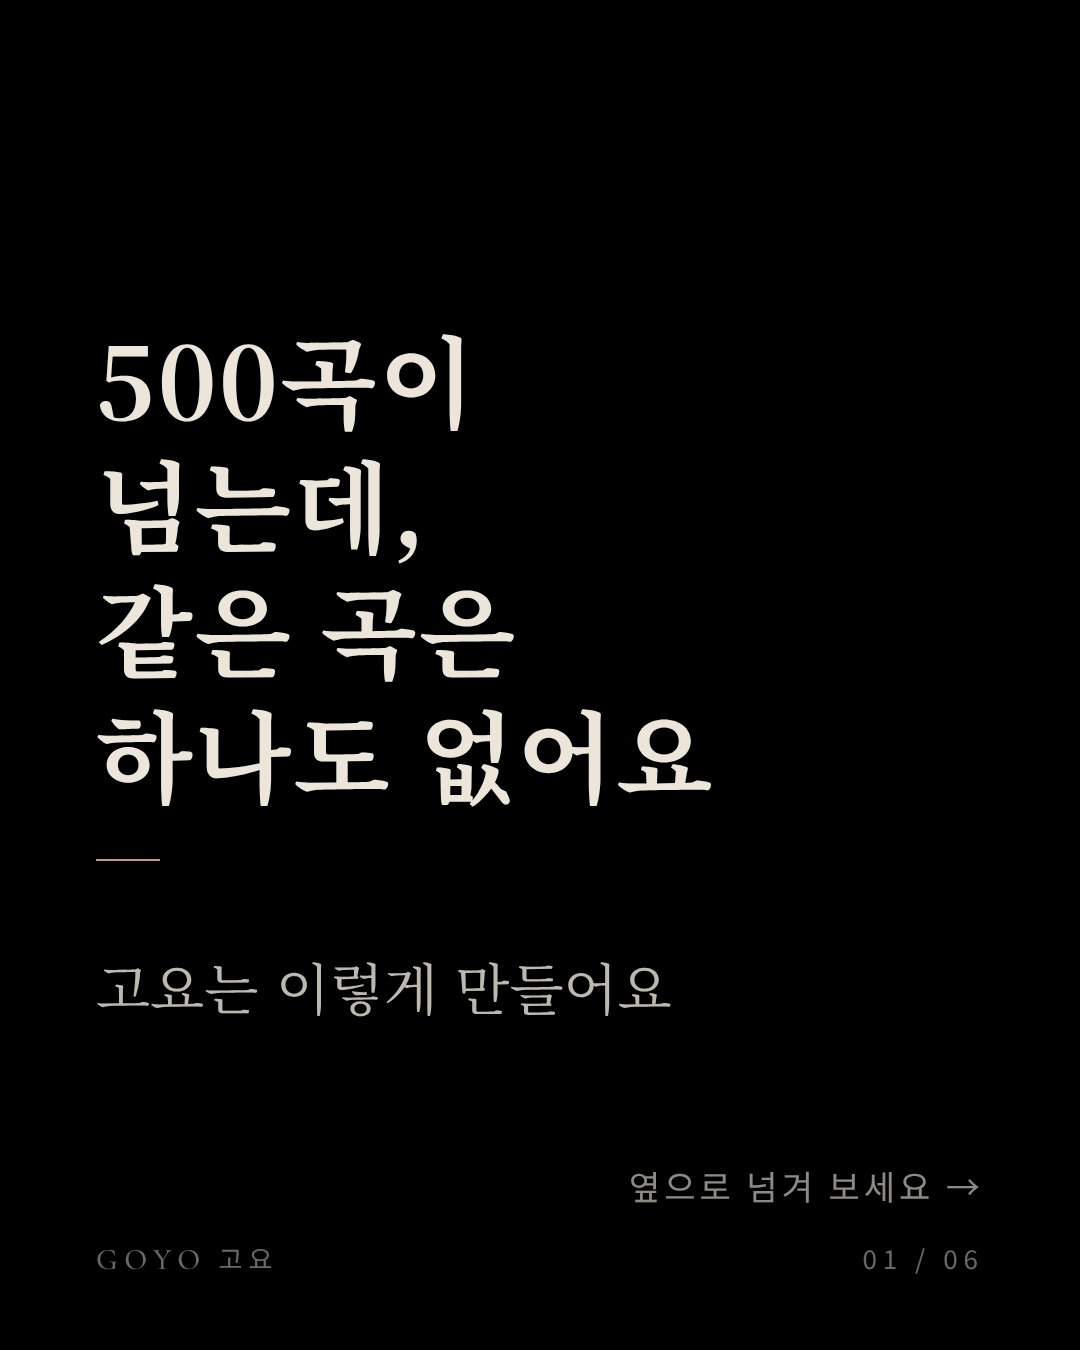 500곡이
넘는데,
같은 곡은
하나도 없어요
고요는 이렇게 만들어요
옆으로 넘겨 보세요 →
GOYO 고요
01 / 06